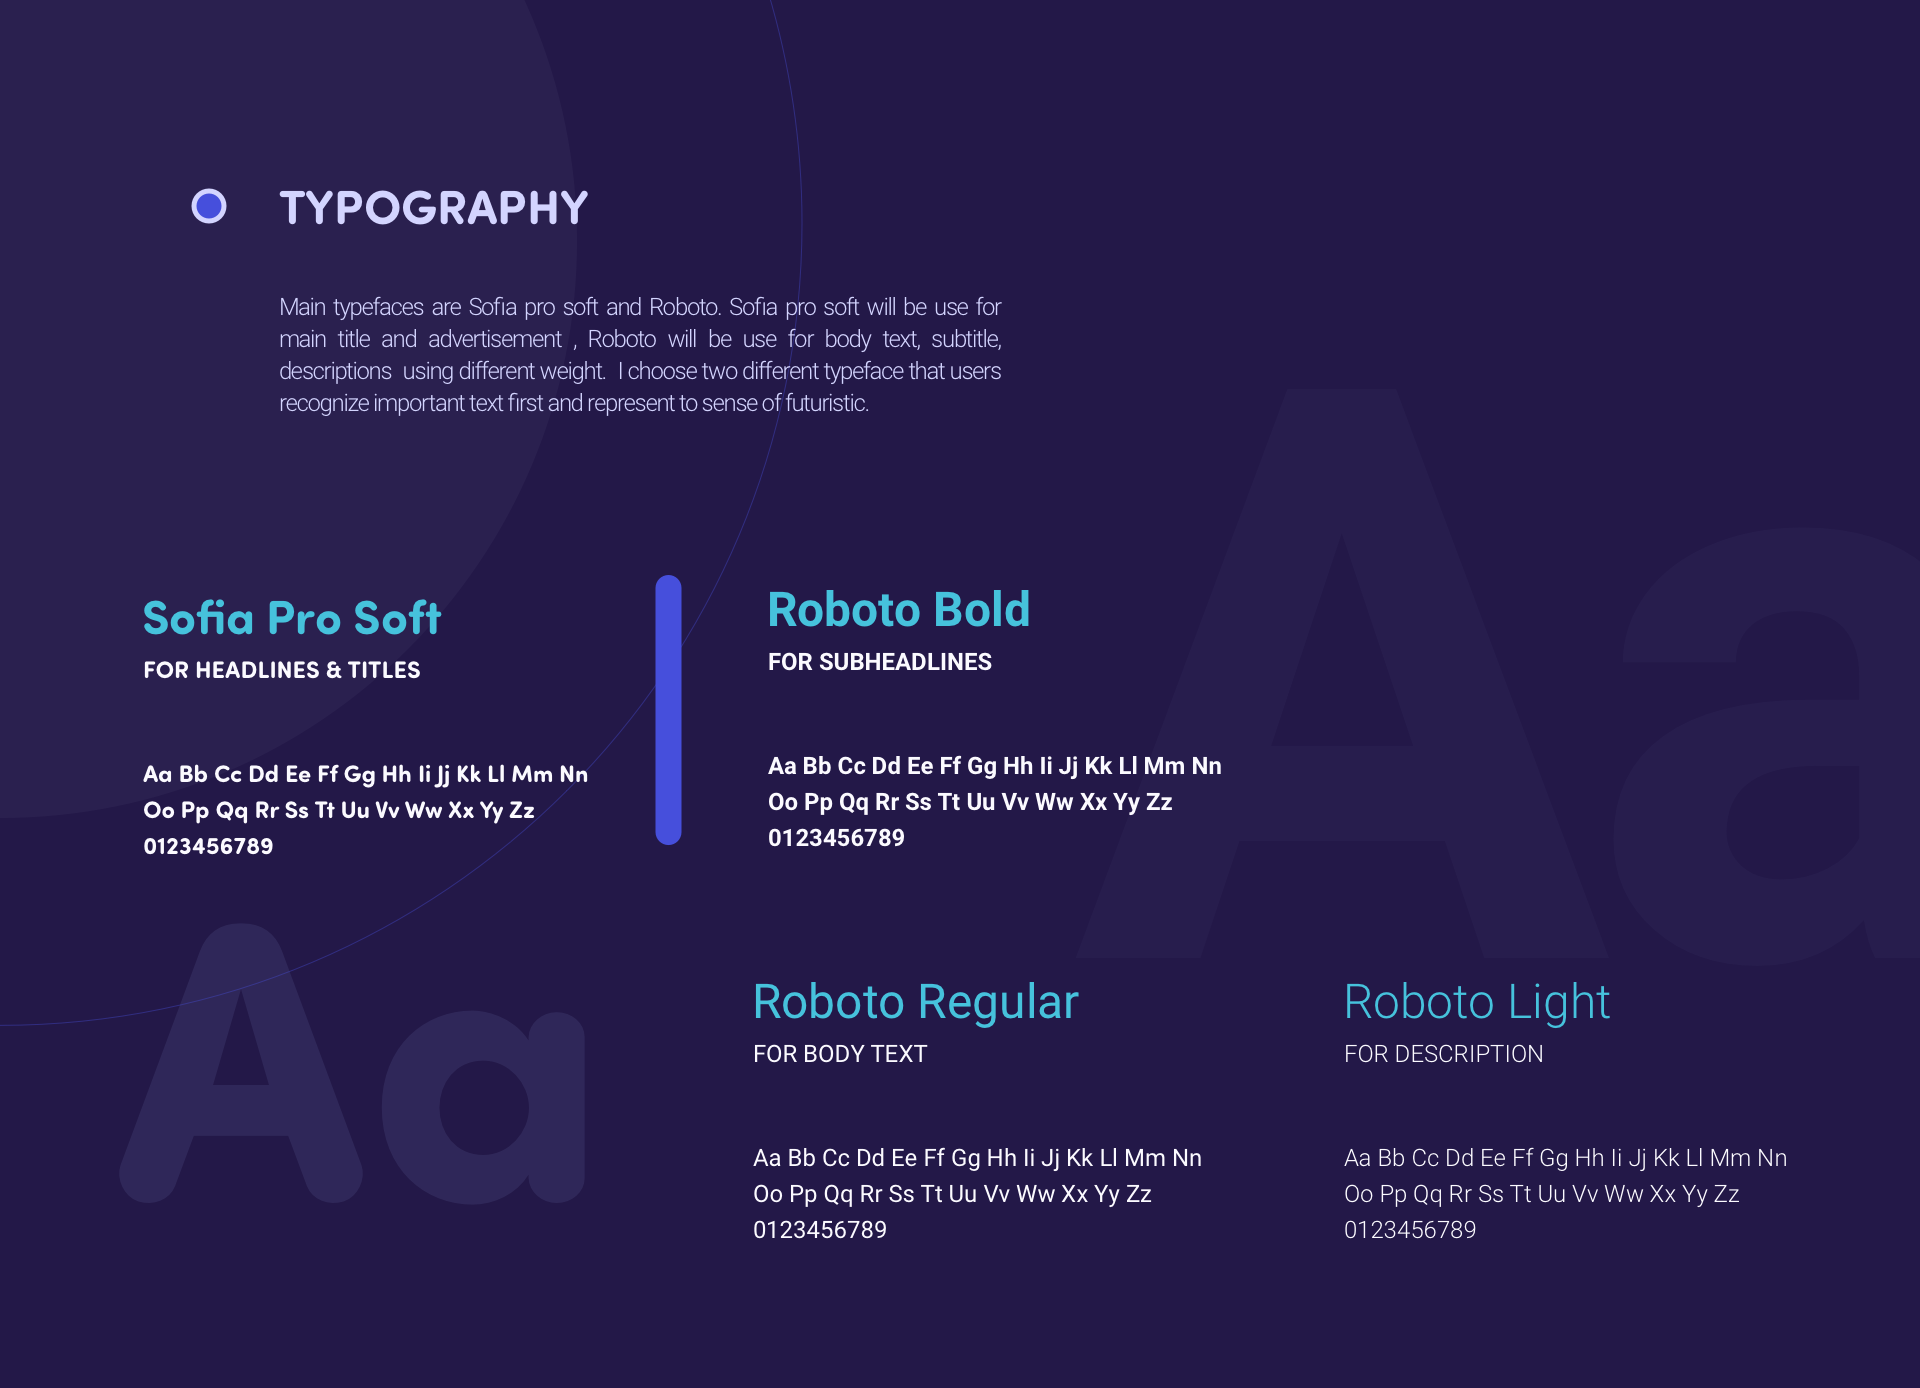 TYPOGRAPHY
Main typefaces are Sofia pro soft and Roboto. Sofia pro soft will be use for
main title and advertisement , Roboto will be use for body text, subtitle,
descriptions using different weight. I choose two different typeface that users
recognize important text first and represent to sense of futuristic.
Sofia Pro Soft
FOR HEADLINES & TITLES
Aa Bb Cc Dd Ee Ff Gg Hh Ii Jj Kk Ll Mm Nn
Oo Pp Qq Rr Ss Tt Uu Vv Ww Xx Yy Zz
0123456789
Aa
Roboto Bold
FOR SUBHEADLINES
Aa Bb Cc Dd Ee Ff Gg Hh Ii Jj Kk Ll Mm Nn
Oo Pp Qq Rr Ss Tt Uu Vv Ww Xx Yy Zz
0123456789
Aa
Roboto Regular
FOR BODY TEXT
Aa Bb Cc Dd Ee Ff Gg Hh Ii Jj Kk Ll Mm Nn
Oo Pp Qq Rr Ss Tt Uu Vv Ww Xx Yy Zz
0123456789
Roboto Light
FOR DESCRIPTION
Aa Bb Cc Dd Ee Ff Gg Hh Ii Jj Kk Ll Mm Nn
Oo Pp Qq Rr Ss Tt Uu Vv Ww Xx Yy Zz
0123456789